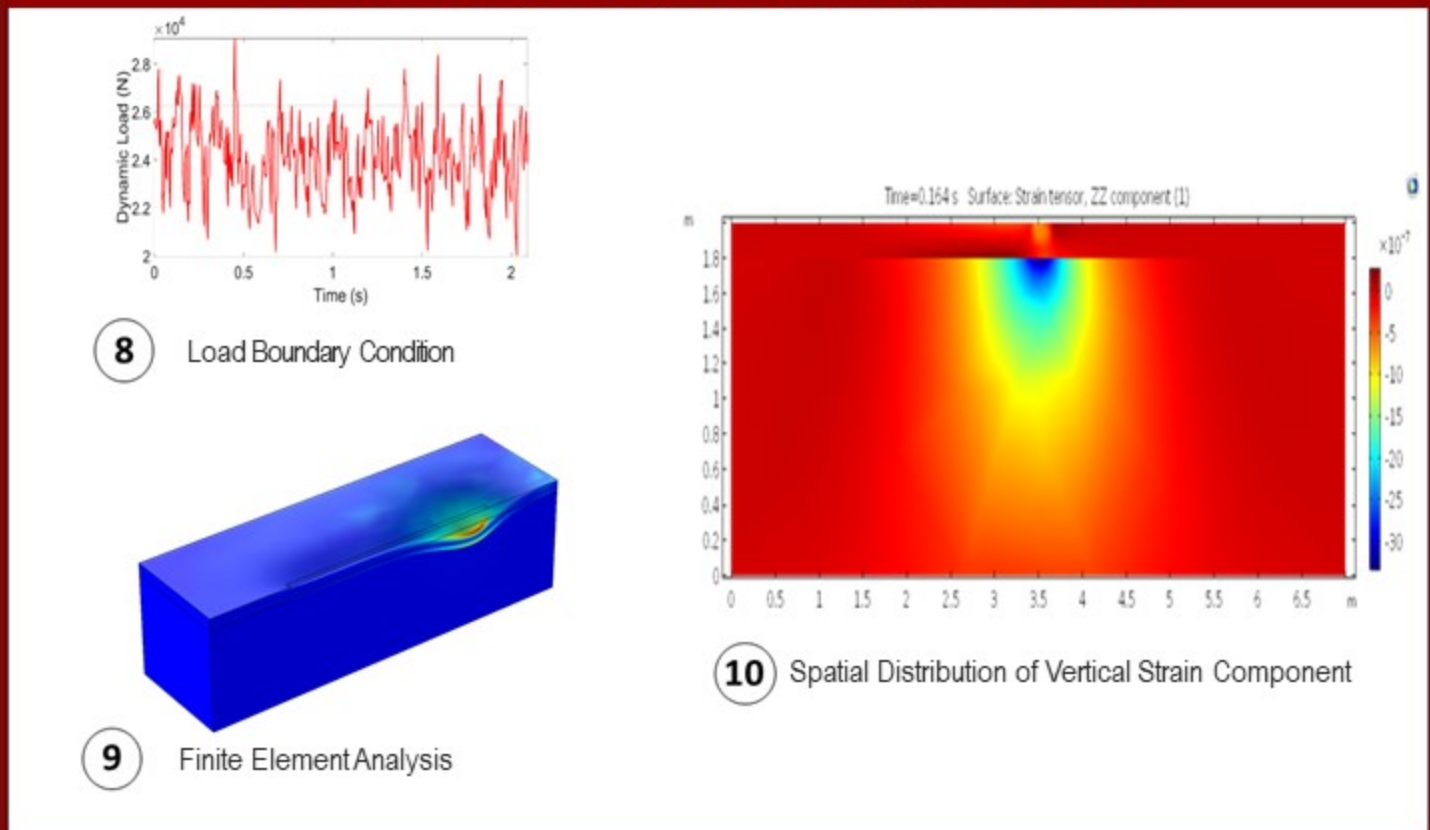 ×10⁴
2.8
2.6
2.4
2.2
2
Dynamic Load (N)
0 0.5 1 1.5 2
Time (s)
8 Load Boundary Condition
9 Finite Element Analysis
Time=0.164 s Surface: Strain tensor, ZZ component (1)
m
1.8
1.6
1.4
1.2
1
0.8
0.6
0.4
0.2
0
0 0.5 1 1.5 2 2.5 3 3.5 4 4.5 5 5.5 6 6.5 m
×10⁻⁷
0
-5
-10
-15
-20
-25
-30
10 Spatial Distribution of Vertical Strain Component